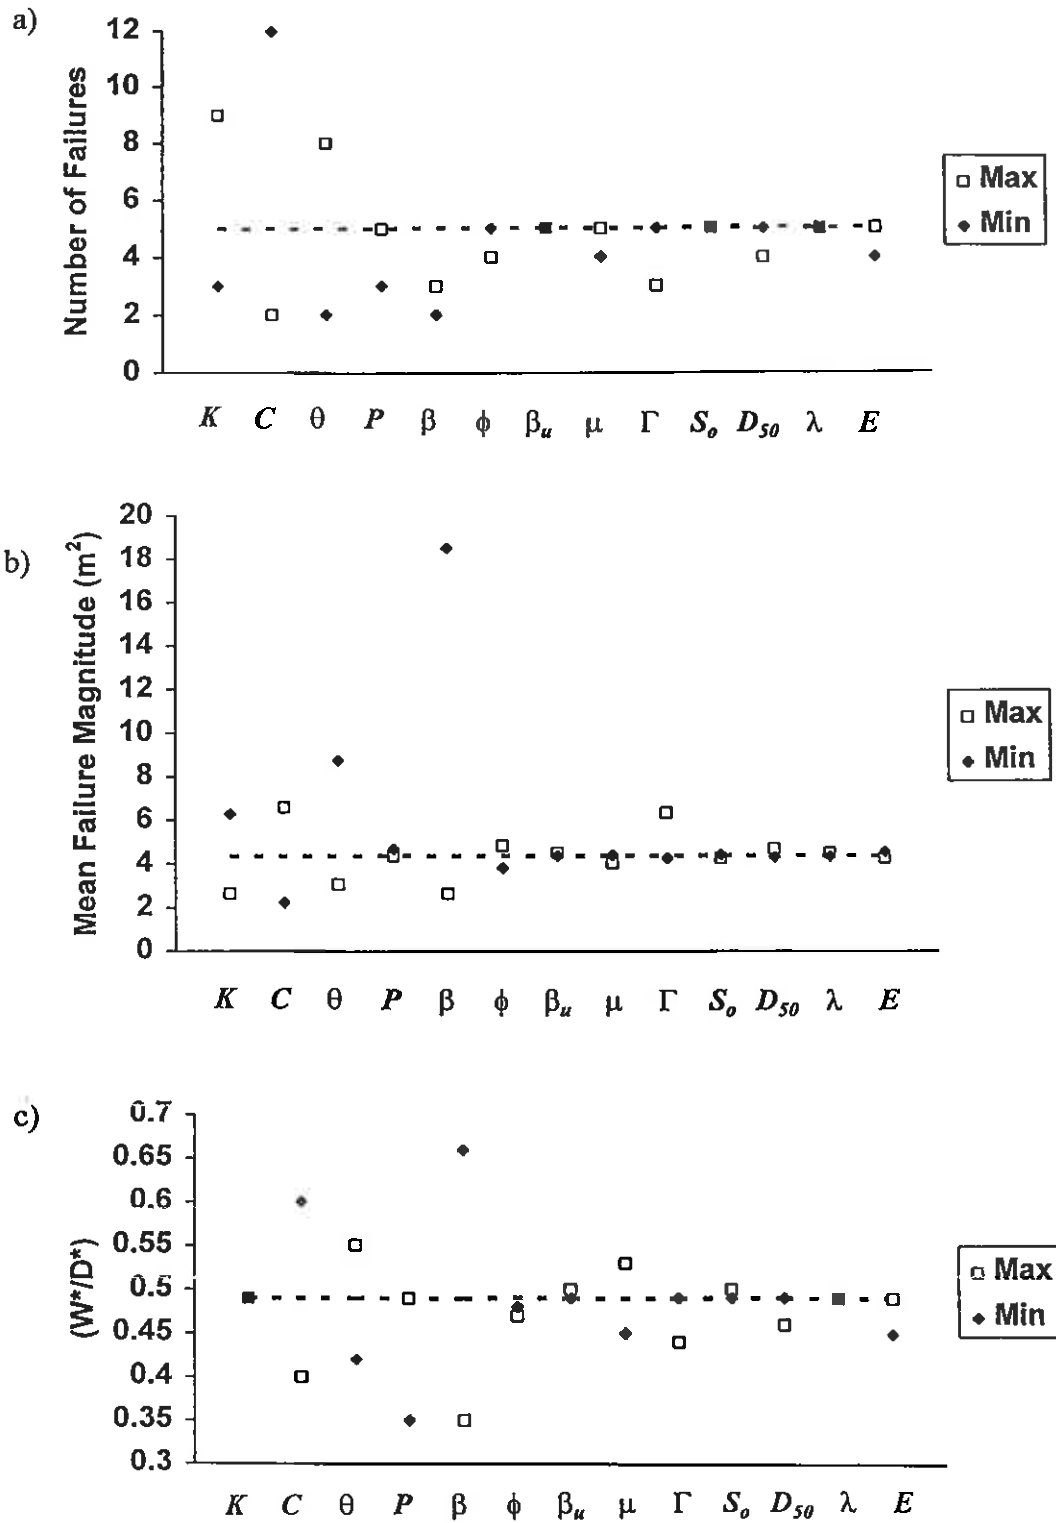 a)
Number of Failures
12
10
8
6
4
2
0
K C θ P β ϕ βu μ Γ So D50 λ E
Max
Min
b)
Mean Failure Magnitude (m²)
20
18
16
14
12
10
8
6
4
2
0
K C θ P β ϕ βu μ Γ So D50 λ E
Max
Min
c)
(W*/D*)
0.7
0.65
0.6
0.55
0.5
0.45
0.4
0.35
0.3
K C θ P β ϕ βu μ Γ So D50 λ E
Max
Min